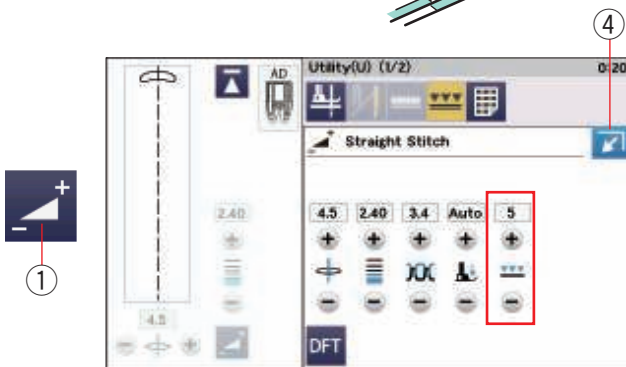 ④
AD
Utility(U) (1/2) 0:20
Straight Stitch
+
−
①
2.40
4.5 2.40 3.4 Auto 5
4.5
DFT